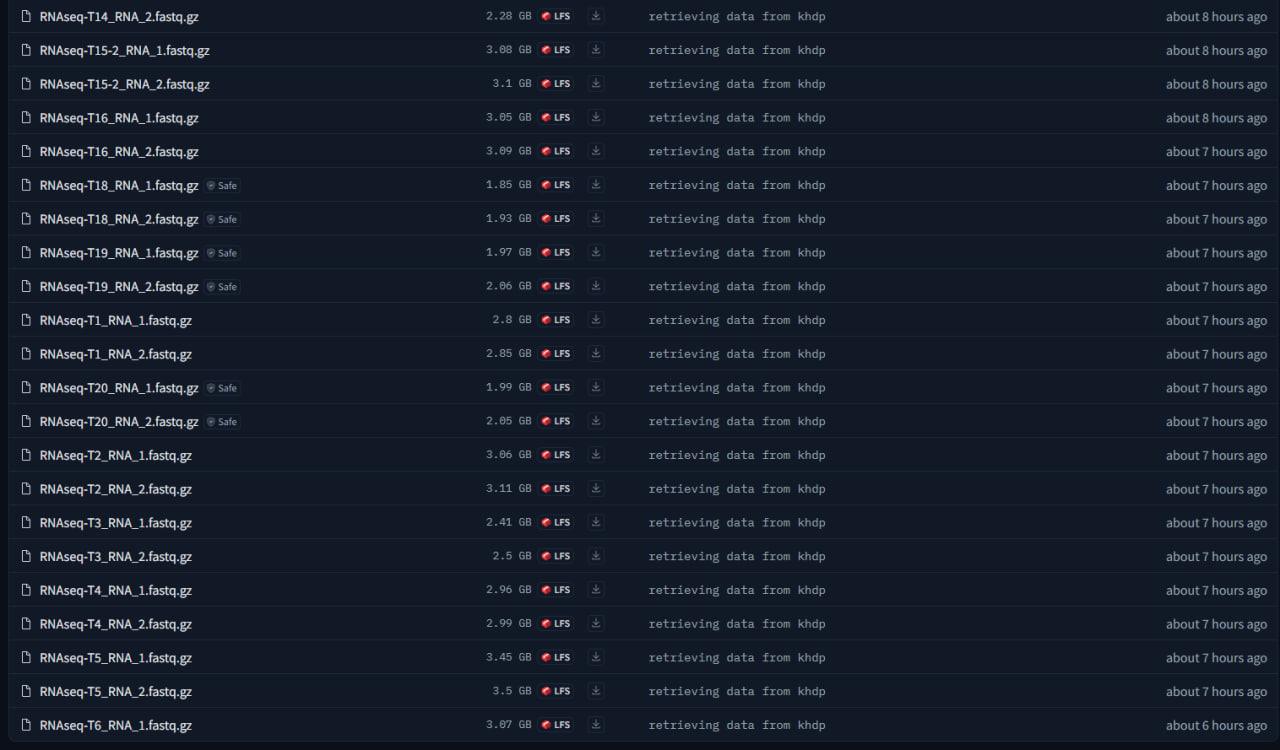 RNAseq-T14_RNA_2.fastq.gz 2.28 GB LFS retrieving data from khdp about 8 hours ago
RNAseq-T15-2_RNA_1.fastq.gz 3.08 GB LFS retrieving data from khdp about 8 hours ago
RNAseq-T15-2_RNA_2.fastq.gz 3.1 GB LFS retrieving data from khdp about 8 hours ago
RNAseq-T16_RNA_1.fastq.gz 3.05 GB LFS retrieving data from khdp about 8 hours ago
RNAseq-T16_RNA_2.fastq.gz 3.09 GB LFS retrieving data from khdp about 7 hours ago
RNAseq-T18_RNA_1.fastq.gz Safe 1.85 GB LFS retrieving data from khdp about 7 hours ago
RNAseq-T18_RNA_2.fastq.gz Safe 1.93 GB LFS retrieving data from khdp about 7 hours ago
RNAseq-T19_RNA_1.fastq.gz Safe 1.97 GB LFS retrieving data from khdp about 7 hours ago
RNAseq-T19_RNA_2.fastq.gz Safe 2.06 GB LFS retrieving data from khdp about 7 hours ago
RNAseq-T1_RNA_1.fastq.gz 2.8 GB LFS retrieving data from khdp about 7 hours ago
RNAseq-T1_RNA_2.fastq.gz 2.85 GB LFS retrieving data from khdp about 7 hours ago
RNAseq-T20_RNA_1.fastq.gz Safe 1.99 GB LFS retrieving data from khdp about 7 hours ago
RNAseq-T20_RNA_2.fastq.gz Safe 2.05 GB LFS retrieving data from khdp about 7 hours ago
RNAseq-T2_RNA_1.fastq.gz 3.06 GB LFS retrieving data from khdp about 7 hours ago
RNAseq-T2_RNA_2.fastq.gz 3.11 GB LFS retrieving data from khdp about 7 hours ago
RNAseq-T3_RNA_1.fastq.gz 2.41 GB LFS retrieving data from khdp about 7 hours ago
RNAseq-T3_RNA_2.fastq.gz 2.5 GB LFS retrieving data from khdp about 7 hours ago
RNAseq-T4_RNA_1.fastq.gz 2.96 GB LFS retrieving data from khdp about 7 hours ago
RNAseq-T4_RNA_2.fastq.gz 2.99 GB LFS retrieving data from khdp about 7 hours ago
RNAseq-T5_RNA_1.fastq.gz 3.45 GB LFS retrieving data from khdp about 7 hours ago
RNAseq-T5_RNA_2.fastq.gz 3.5 GB LFS retrieving data from khdp about 7 hours ago
RNAseq-T6_RNA_1.fastq.gz 3.07 GB LFS retrieving data from khdp about 6 hours ago